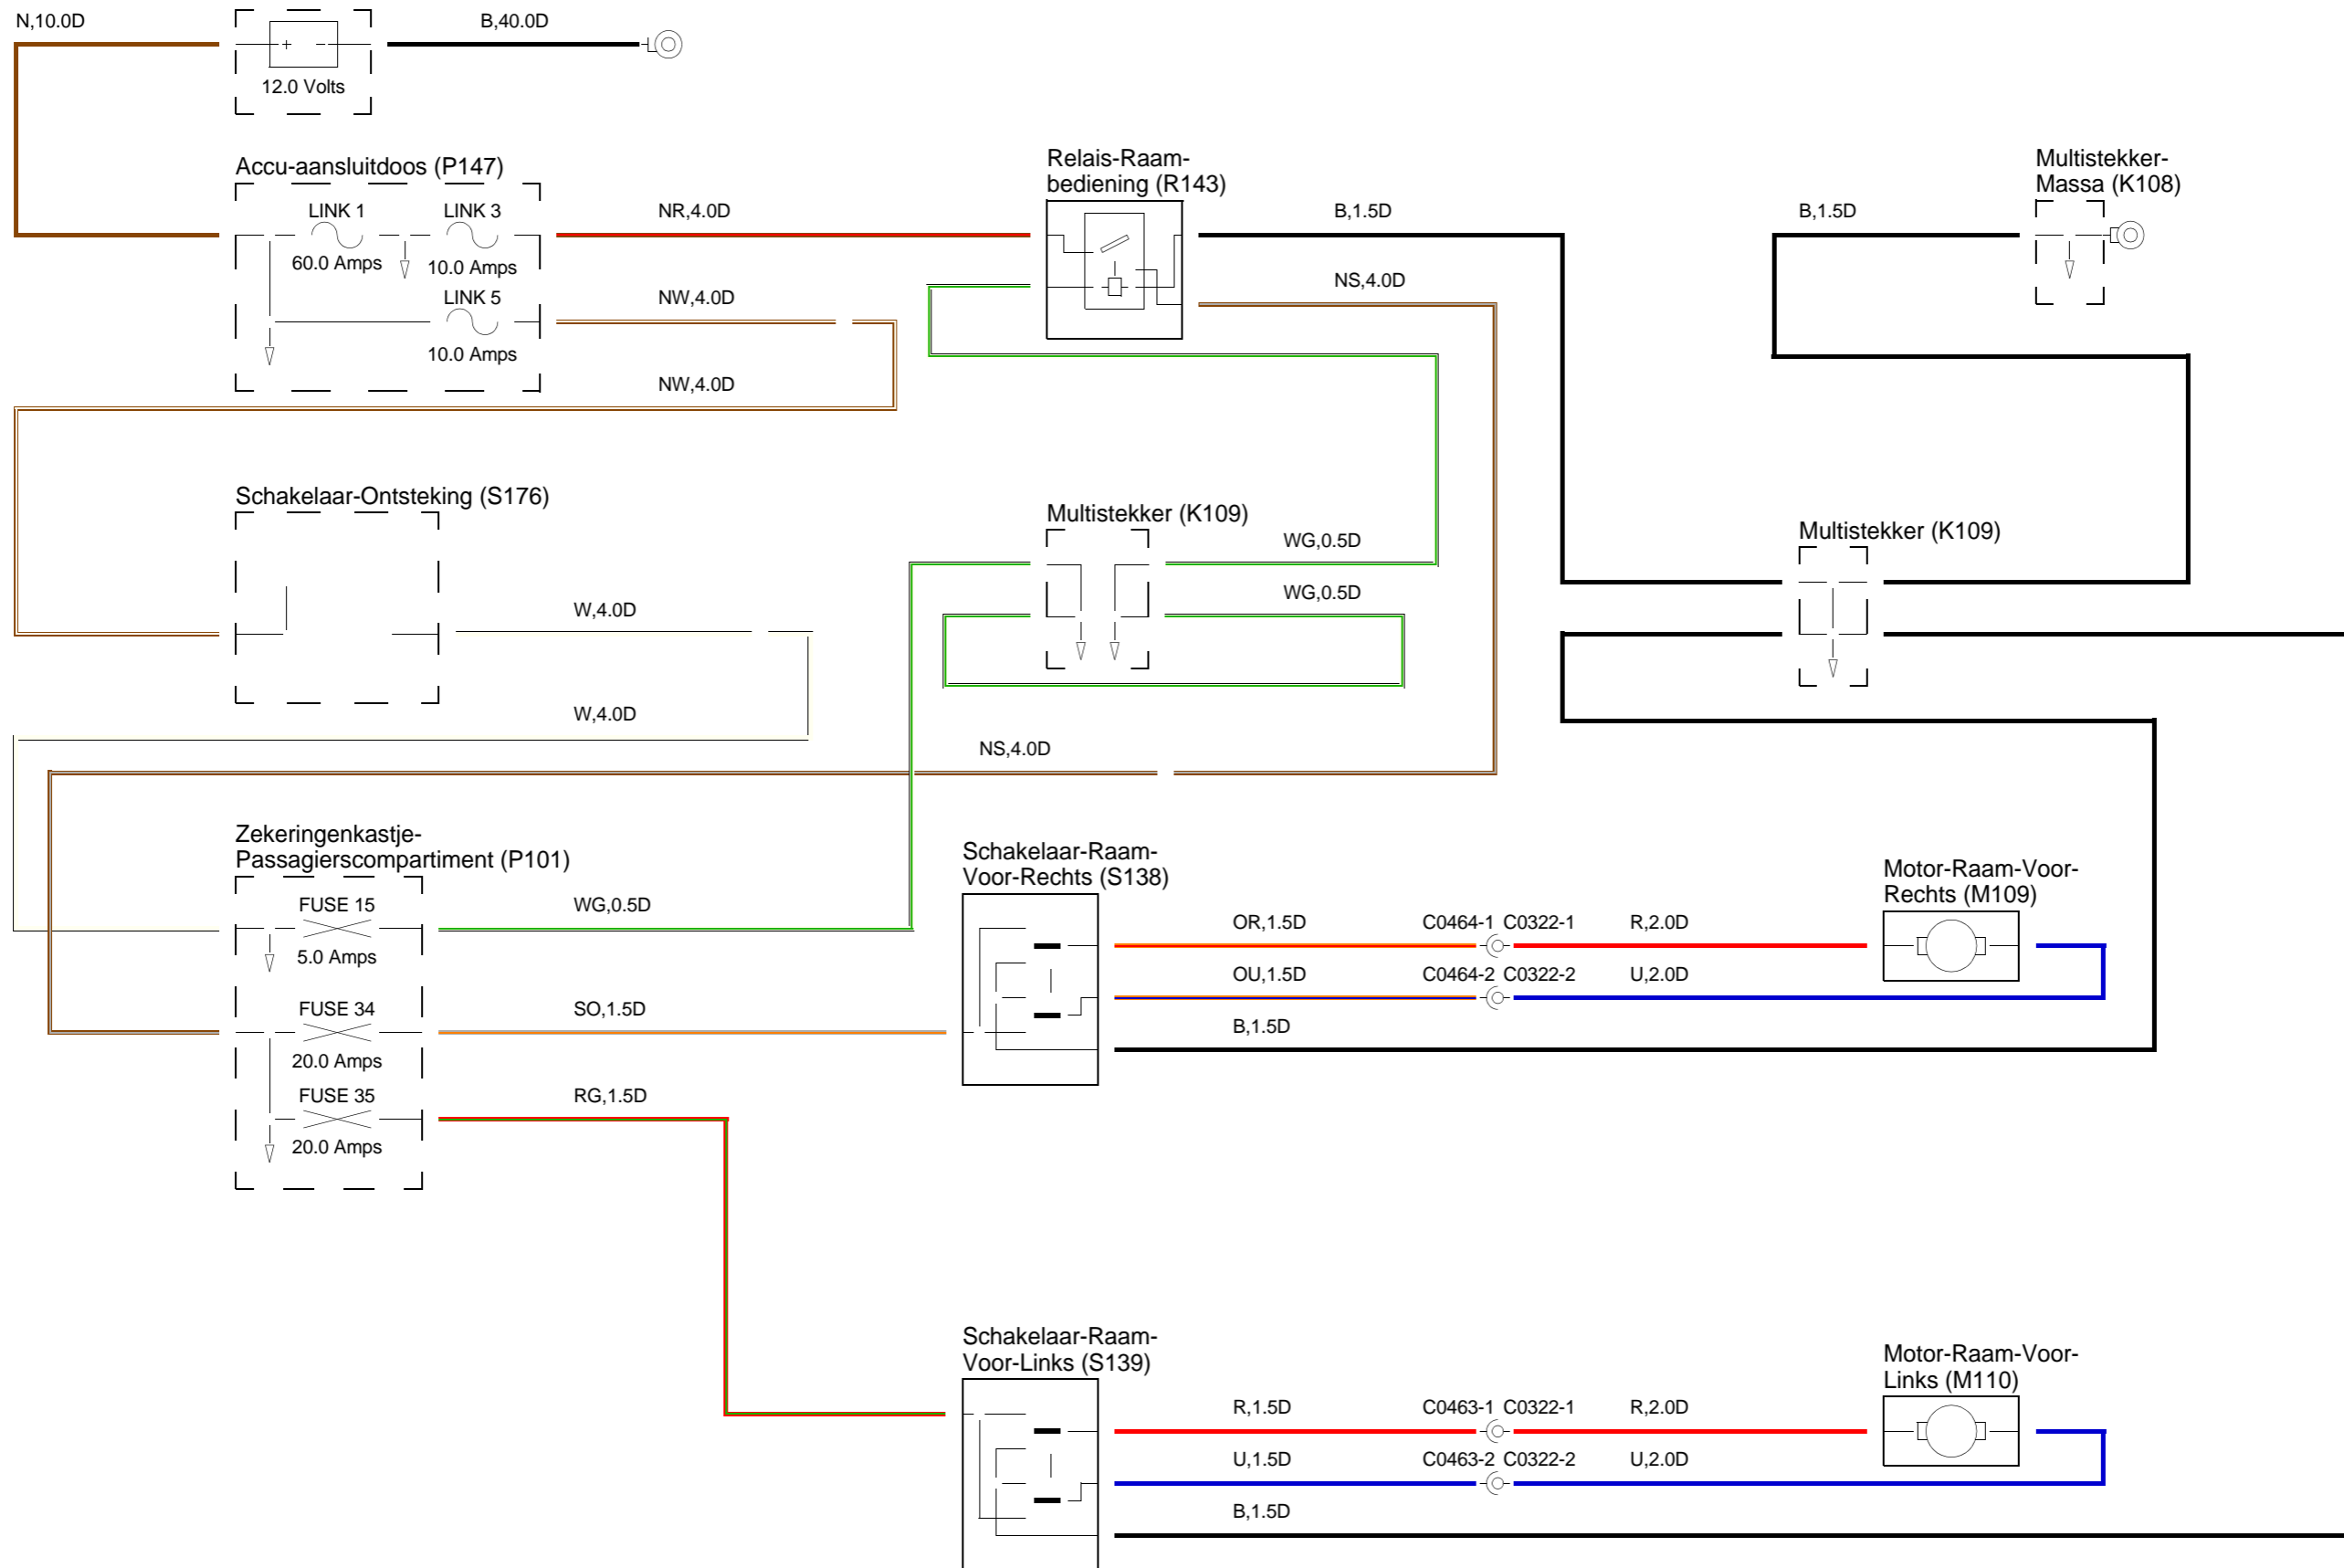 N,10.0D
B,40.0D
+ -
12.0 Volts
Accu-aansluitdoos (P147)
LINK 1
60.0 Amps
LINK 3
10.0 Amps
LINK 5
10.0 Amps
NR,4.0D
NW,4.0D
NW,4.0D
Relais-Raam-
bediening (R143)
B,1.5D
NS,4.0D
B,1.5D
Multistekker-
Massa (K108)
Schakelaar-Ontsteking (S176)
W,4.0D
W,4.0D
Multistekker (K109)
WG,0.5D
WG,0.5D
Multistekker (K109)
NS,4.0D
Zekeringenkastje-
Passagierscompartiment (P101)
FUSE 15
5.0 Amps
FUSE 34
20.0 Amps
FUSE 35
20.0 Amps
WG,0.5D
SO,1.5D
RG,1.5D
Schakelaar-Raam-
Voor-Rechts (S138)
OR,1.5D
C0464-1 C0322-1
R,2.0D
OU,1.5D
C0464-2 C0322-2
U,2.0D
B,1.5D
Motor-Raam-Voor-
Rechts (M109)
Schakelaar-Raam-
Voor-Links (S139)
R,1.5D
C0463-1 C0322-1
R,2.0D
U,1.5D
C0463-2 C0322-2
U,2.0D
B,1.5D
Motor-Raam-Voor-
Links (M110)